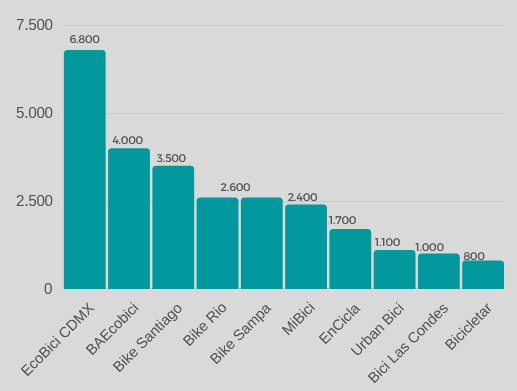 7.500
6.800
5.000
4.000
3.500
2.600
2.400
2.500
1.700
1.100
1.000
800
0
EcoBici CDMX
BAEcobici
Bike Santiago
Bike Rio
Bike Sampa
MiBici
EnCicla
Urban Bici
Bici Las Condes
Bicicletar